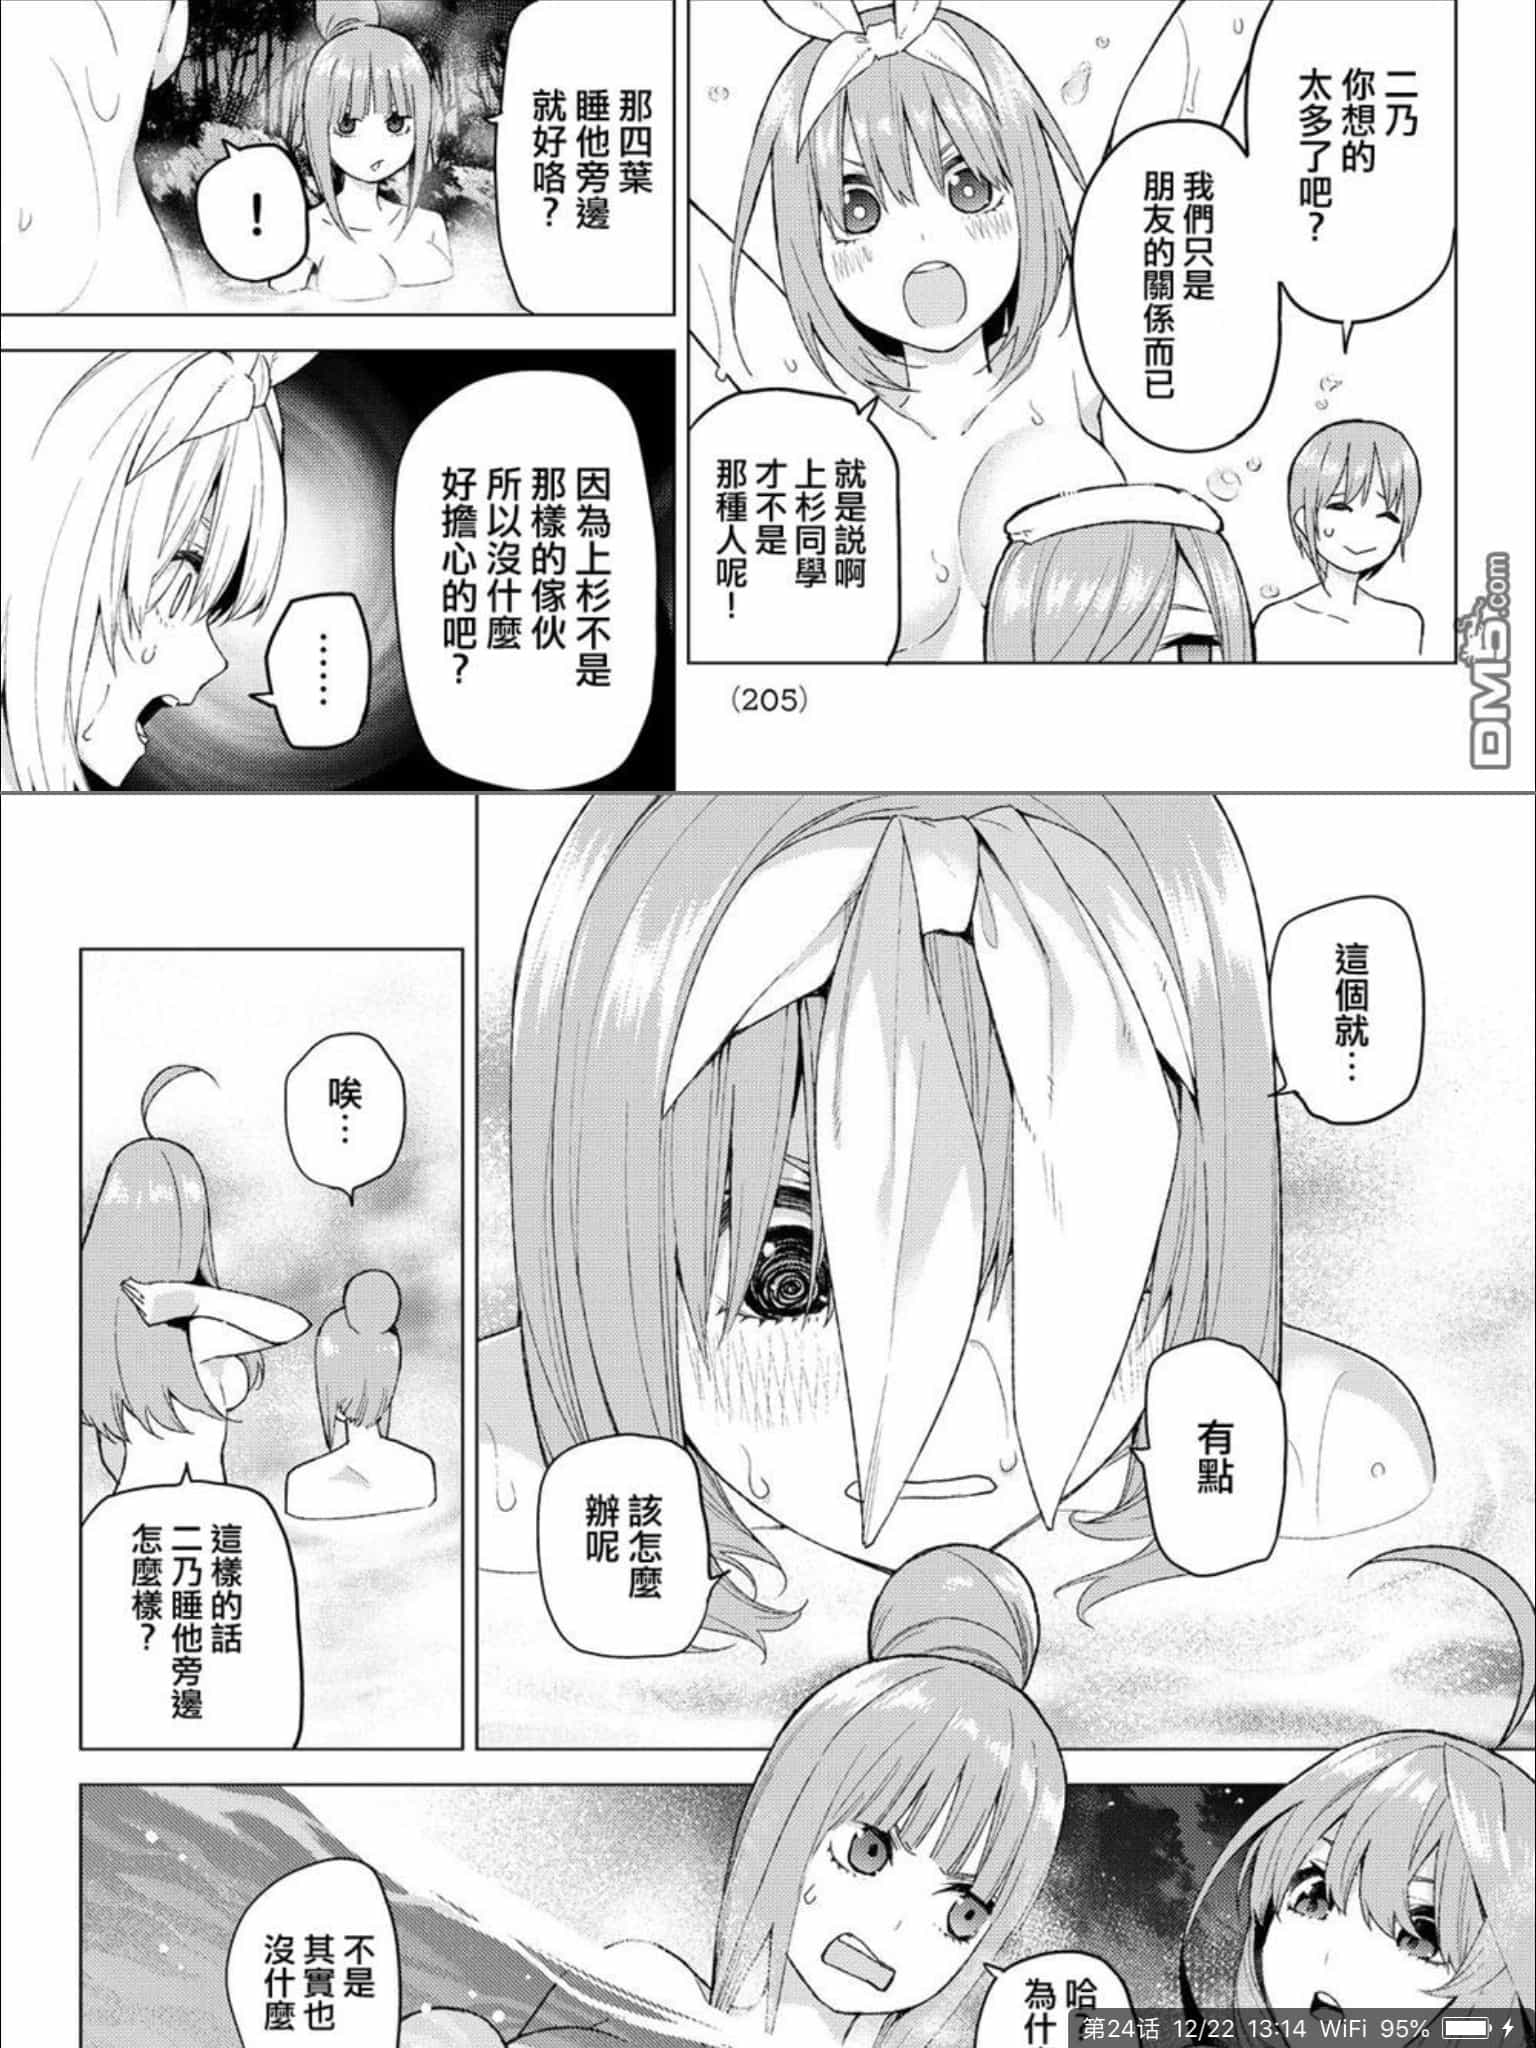 二乃
你想的
太多了吧？
我們只是
朋友的關係而已
就是説啊
上杉同學
才不是
那種人呢！
那四葉
睡他旁邊
就好咯？
！
因為上杉不是
那樣的傢伙
所以沒什麼
好擔心的吧？
……
(205)
DM5.com
這個就…
有點
該怎麼
辦呢
唉…
這樣的話
二乃睡他旁邊
怎麼樣？
哈？
為什
不是
其實也
沒什麼
第24话 12/22 13:14 WiFi 95%